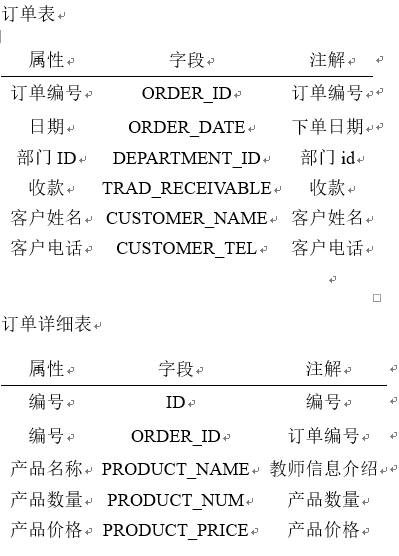 订单表
属性 字段 注解
订单编号 ORDER_ID 订单编号
日期 ORDER_DATE 下单日期
部门 ID DEPARTMENT_ID 部门 id
收款 TRAD_RECEIVABLE 收款
客户姓名 CUSTOMER_NAME 客户姓名
客户电话 CUSTOMER_TEL 客户电话
订单详细表
属性 字段 注解
编号 ID 编号
编号 ORDER_ID 订单编号
产品名称 PRODUCT_NAME 教师信息介绍
产品数量 PRODUCT_NUM 产品数量
产品价格 PRODUCT_PRICE 产品价格